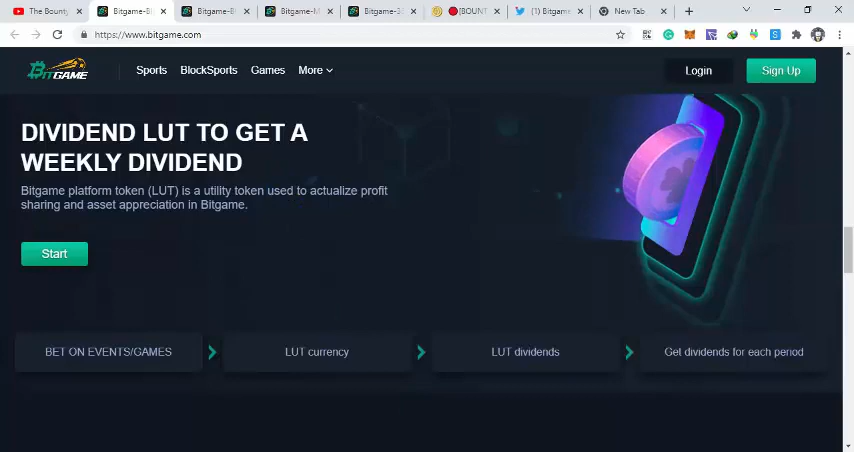 The Bounty
Bitgame-Bl
Bitgame-B
Bitgame-M
Bitgame-3
]BOUNT
(1) Bitgame
New Tab
https://www.bitgame.com
BITGAME
Sports BlockSports Games More
Login
Sign Up
DIVIDEND LUT TO GET A
WEEKLY DIVIDEND
Bitgame platform token (LUT) is a utility token used to actualize profit
sharing and asset appreciation in Bitgame.
Start
BET ON EVENTS/GAMES
LUT currency
LUT dividends
Get dividends for each period